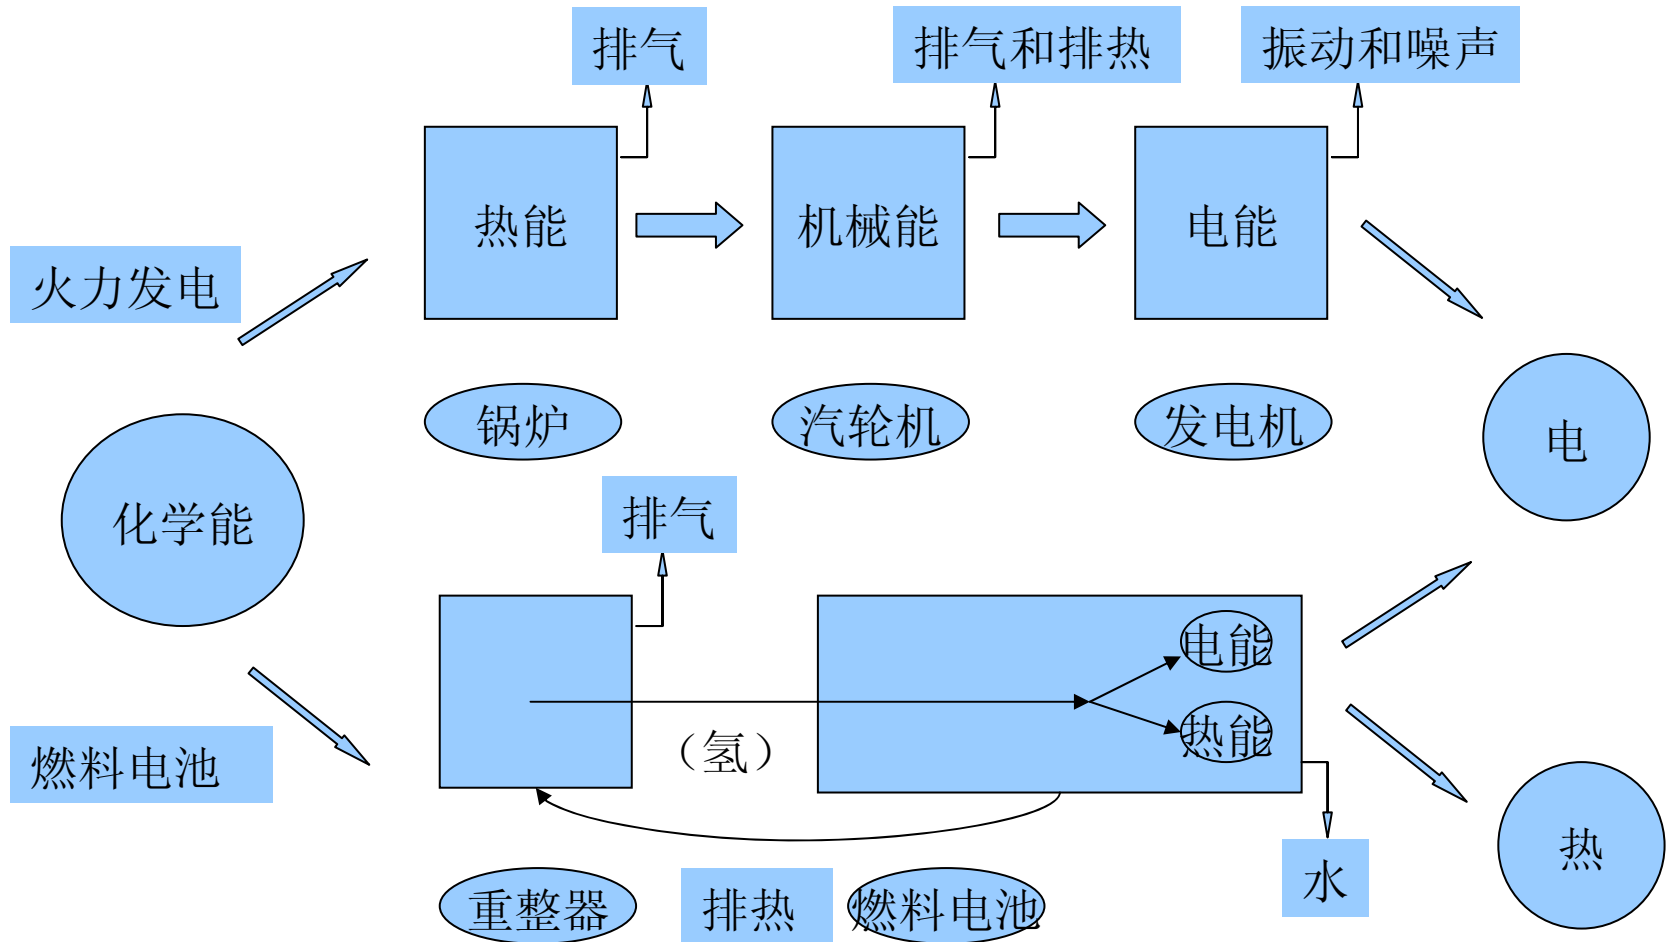 排气
排气和排热
振动和噪声
热能
机械能
电能
火力发电
锅炉
汽轮机
发电机
电
化学能
排气
电能
热能
（氢）
燃料电池
热
水
重整器
排热
燃料电池